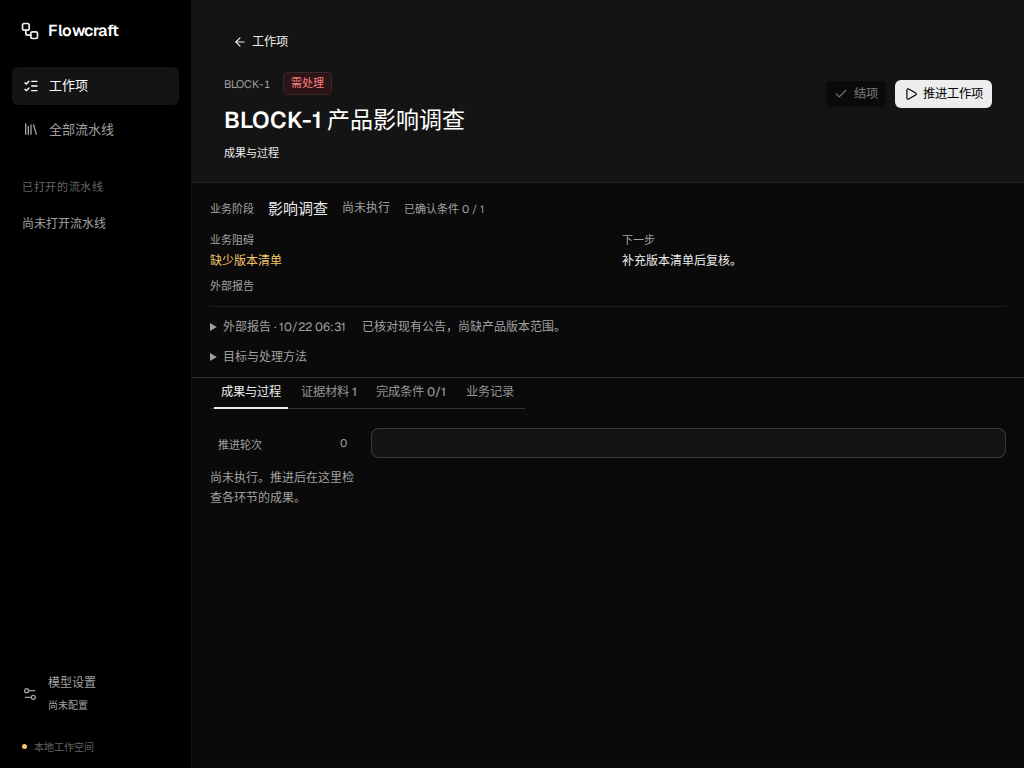 Flowcraft
工作项
全部流水线
已打开的流水线
尚未打开流水线
模型设置
尚未配置
本地工作空间
工作项
BLOCK-1 需处理
BLOCK-1 产品影响调查
成果与过程
结项 推进工作项
业务阶段 影响调查 尚未执行 已确认条件 0 / 1
业务阻碍
缺少版本清单
外部报告
下一步
补充版本清单后复核。
外部报告 · 10/22 06:31 已核对现有公告，尚缺产品版本范围。
目标与处理方法
成果与过程 证据材料 1 完成条件 0/1 业务记录
推进轮次 0
尚未执行。推进后在这里检
查各环节的成果。